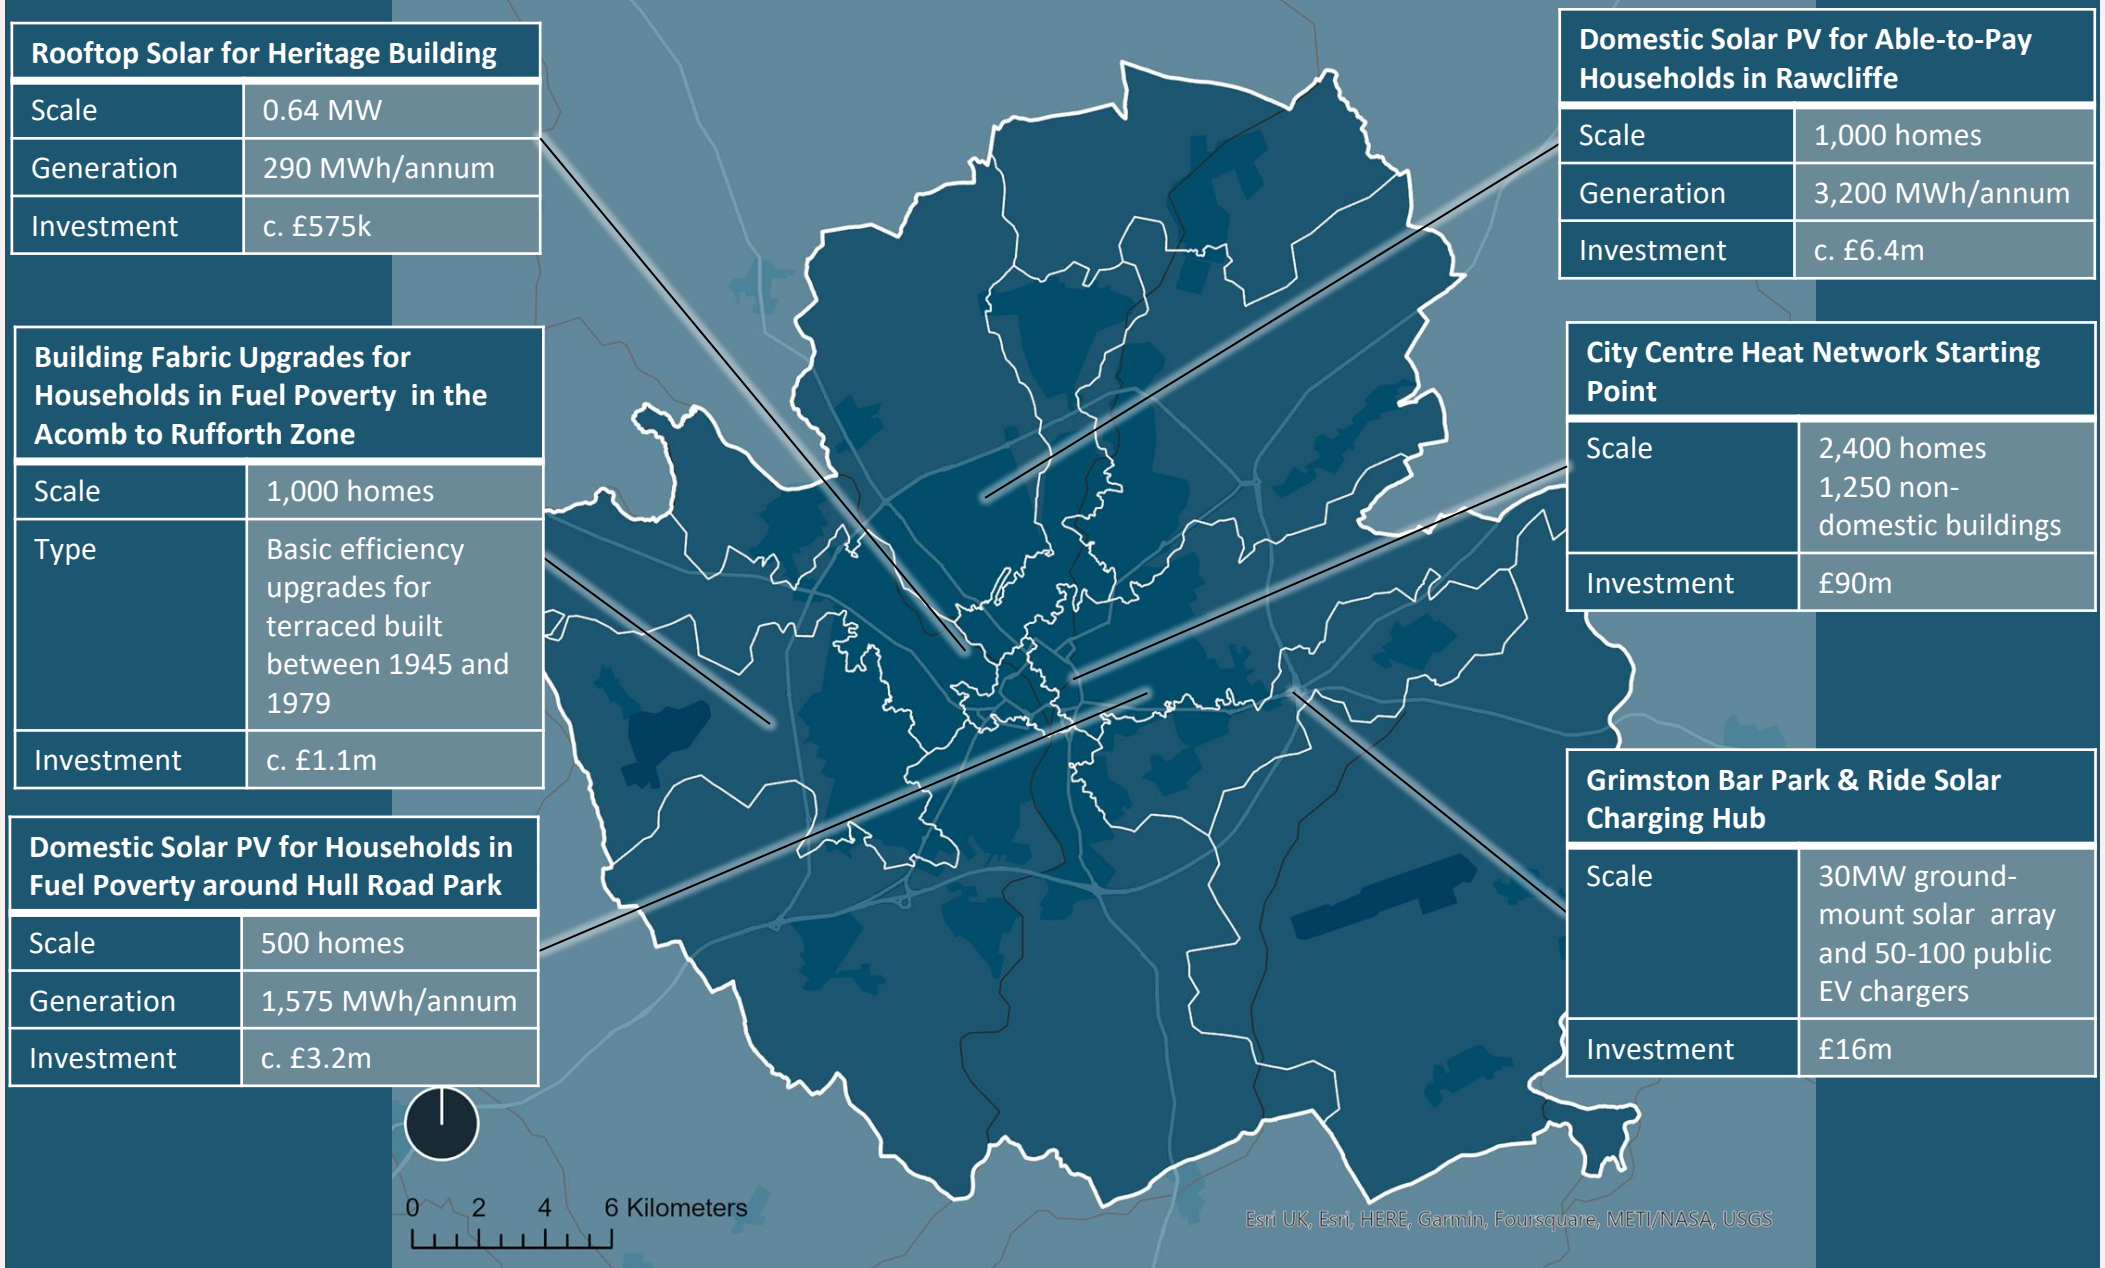 Rooftop Solar for Heritage Building
Scale 0.64 MW
Generation 290 MWh/annum
Investment c. £575k
Building Fabric Upgrades for
Households in Fuel Poverty in the
Acomb to Rufforth Zone
Scale 1,000 homes
Type Basic efficiency
upgrades for
terraced built
between 1945 and
1979
Investment c. £1.1m
Domestic Solar PV for Households in
Fuel Poverty around Hull Road Park
Scale 500 homes
Generation 1,575 MWh/annum
Investment c. £3.2m
Domestic Solar PV for Able-to-Pay
Households in Rawcliffe
Scale 1,000 homes
Generation 3,200 MWh/annum
Investment c. £6.4m
City Centre Heat Network Starting
Point
Scale 2,400 homes
1,250 non-
domestic buildings
Investment £90m
Grimston Bar Park & Ride Solar
Charging Hub
Scale 30MW ground-
mount solar array
and 50-100 public
EV chargers
Investment £16m
0 2 4 6 Kilometers
Esri UK, Esri, HERE, Garmin, Foursquare, METI/NASA, USGS